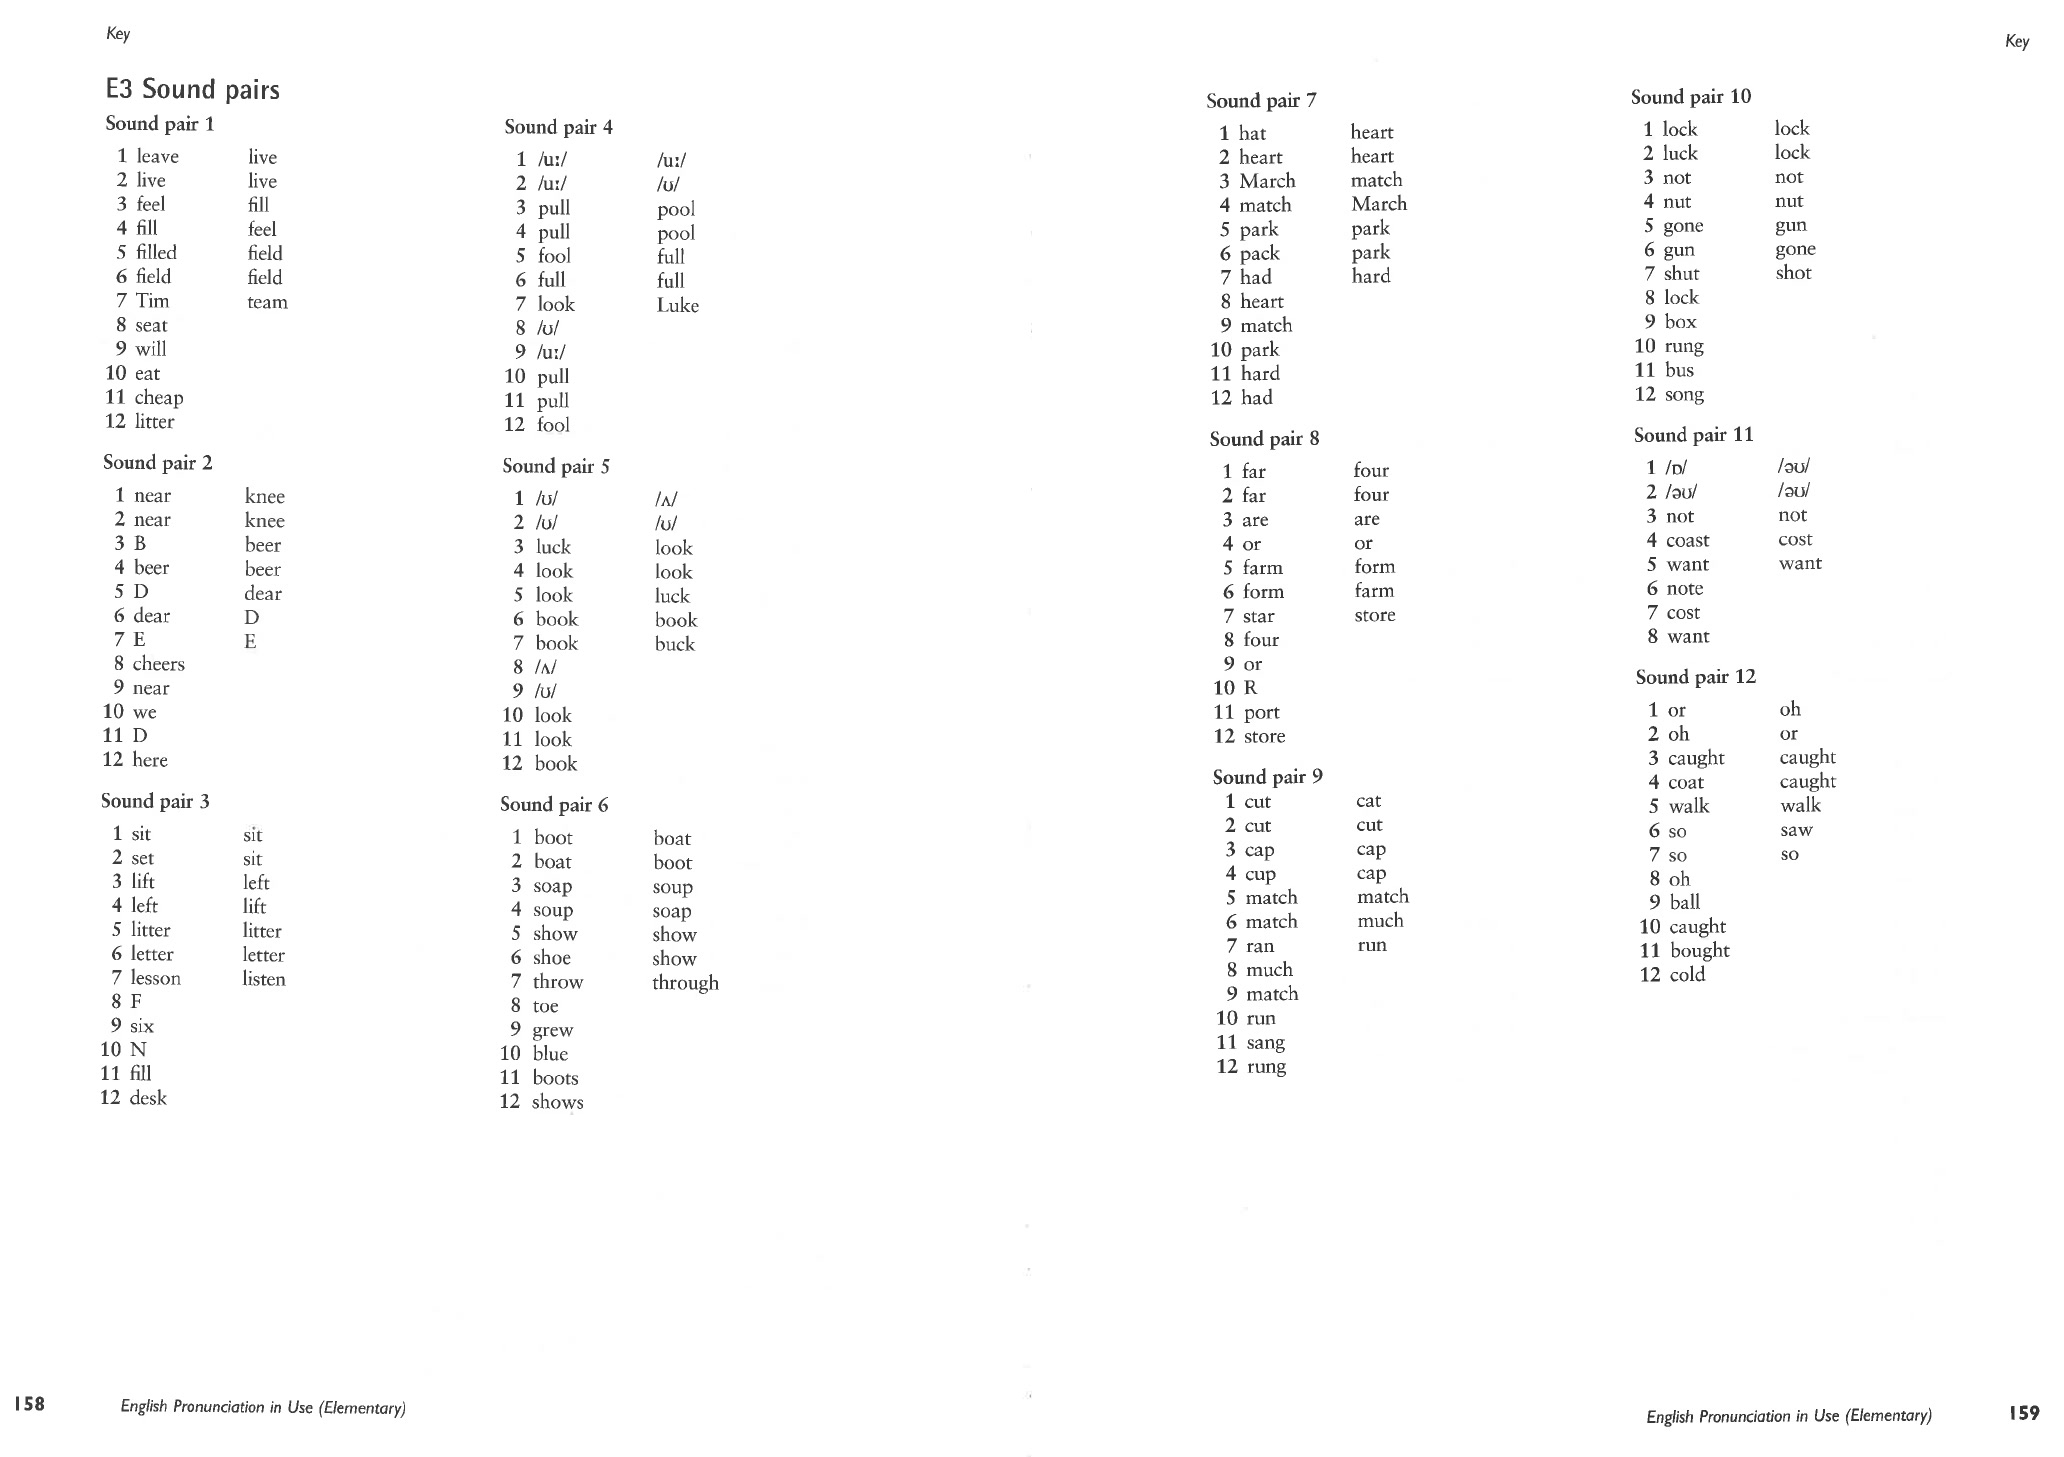 Key
E3 Sound pairs
Sound pair 1
1 leave live
2 live live
3 feel fill
4 fill feel
5 filled field
6 field field
7 Tim team
8 seat
9 will
10 eat
11 cheap
12 litter
Sound pair 2
1 near knee
2 near knee
3 B beer
4 beer beer
5 D dear
6 dear D
7 E E
8 cheers
9 near
10 we
11 D
12 here
Sound pair 3
1 sit sit
2 set sit
3 lift left
4 left lift
5 litter litter
6 letter letter
7 lesson listen
8 F
9 six
10 N
11 fill
12 desk
Sound pair 4
1 /uː/ /uː/
2 /uː/ /ʊ/
3 pull pool
4 pull pool
5 fool full
6 full full
7 look Luke
8 /ʊ/
9 /uː/
10 pull
11 pull
12 fool
Sound pair 5
1 /ʊ/ /ʌ/
2 /ʊ/ /ʊ/
3 luck look
4 look look
5 look luck
6 book book
7 book buck
8 /ʌ/
9 /ʊ/
10 look
11 look
12 book
Sound pair 6
1 boot boat
2 boat boot
3 soap soup
4 soup soap
5 show show
6 shoe show
7 throw through
8 toe
9 grew
10 blue
11 boots
12 shows
158 English Pronunciation in Use (Elementary)
Key
Sound pair 7
1 hat heart
2 heart heart
3 March match
4 match March
5 park park
6 pack park
7 had hard
8 heart
9 match
10 park
11 hard
12 had
Sound pair 8
1 far four
2 far four
3 are are
4 or or
5 farm form
6 form farm
7 star store
8 four
9 or
10 R
11 port
12 store
Sound pair 9
1 cut cat
2 cut cut
3 cap cap
4 cup cap
5 match match
6 match much
7 ran run
8 much
9 match
10 run
11 sang
12 rung
Sound pair 10
1 lock lock
2 luck lock
3 not not
4 nut nut
5 gone gun
6 gun gone
7 shut shot
8 lock
9 box
10 rung
11 bus
12 song
Sound pair 11
1 /ɒ/ /əʊ/
2 /əʊ/ /əʊ/
3 not not
4 coast cost
5 want want
6 note
7 cost
8 want
Sound pair 12
1 or oh
2 oh or
3 caught caught
4 coat caught
5 walk walk
6 so saw
7 so so
8 oh
9 ball
10 caught
11 bought
12 cold
English Pronunciation in Use (Elementary) 159